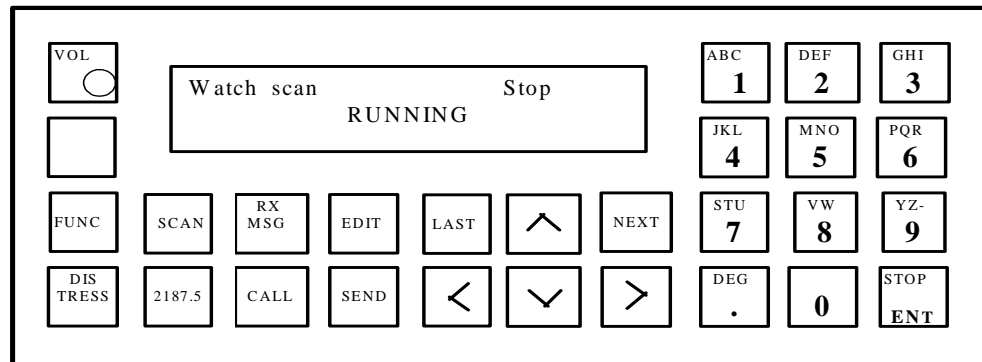 VOL
Watch scan Stop
RUNNING
ABC
1
DEF
2
GHI
3
JKL
4
MNO
5
PQR
6
FUNC
SCAN
RX
MSG
EDIT
LAST
NEXT
STU
7
VW
8
YZ-
9
DIS
TRESS
2187.5
CALL
SEND
DEG
.
0
STOP
ENT